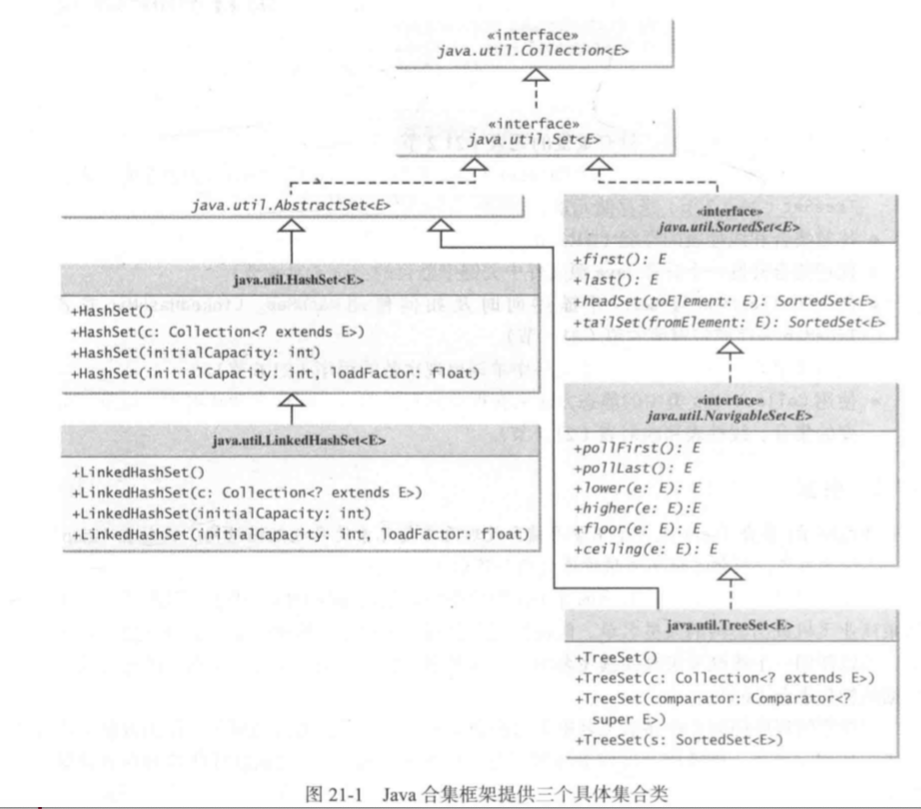 «interface»
java.util.Collection<E>
«interface»
java.util.Set<E>
java.util.AbstractSet<E>
«interface»
java.util.SortedSet<E>
+first(): E
+last(): E
+headSet(toElement: E): SortedSet<E>
+tailSet(fromElement: E): SortedSet<E>
java.util.HashSet<E>
+HashSet()
+HashSet(c: Collection<? extends E>)
+HashSet(initialCapacity: int)
+HashSet(initialCapacity: int, loadFactor: float)
«interface»
java.util.NavigableSet<E>
+pollFirst(): E
+pollLast(): E
+lower(e: E): E
+higher(e: E):E
+floor(e: E): E
+ceiling(e: E): E
java.util.LinkedHashSet<E>
+LinkedHashSet()
+LinkedHashSet(c: Collection<? extends E>)
+LinkedHashSet(initialCapacity: int)
+LinkedHashSet(initialCapacity: int, loadFactor: float)
java.util.TreeSet<E>
+TreeSet()
+TreeSet(c: Collection<? extends E>)
+TreeSet(comparator: Comparator<?
super E>)
+TreeSet(s: SortedSet<E>)
图 21-1 Java 合集框架提供三个具体集合类